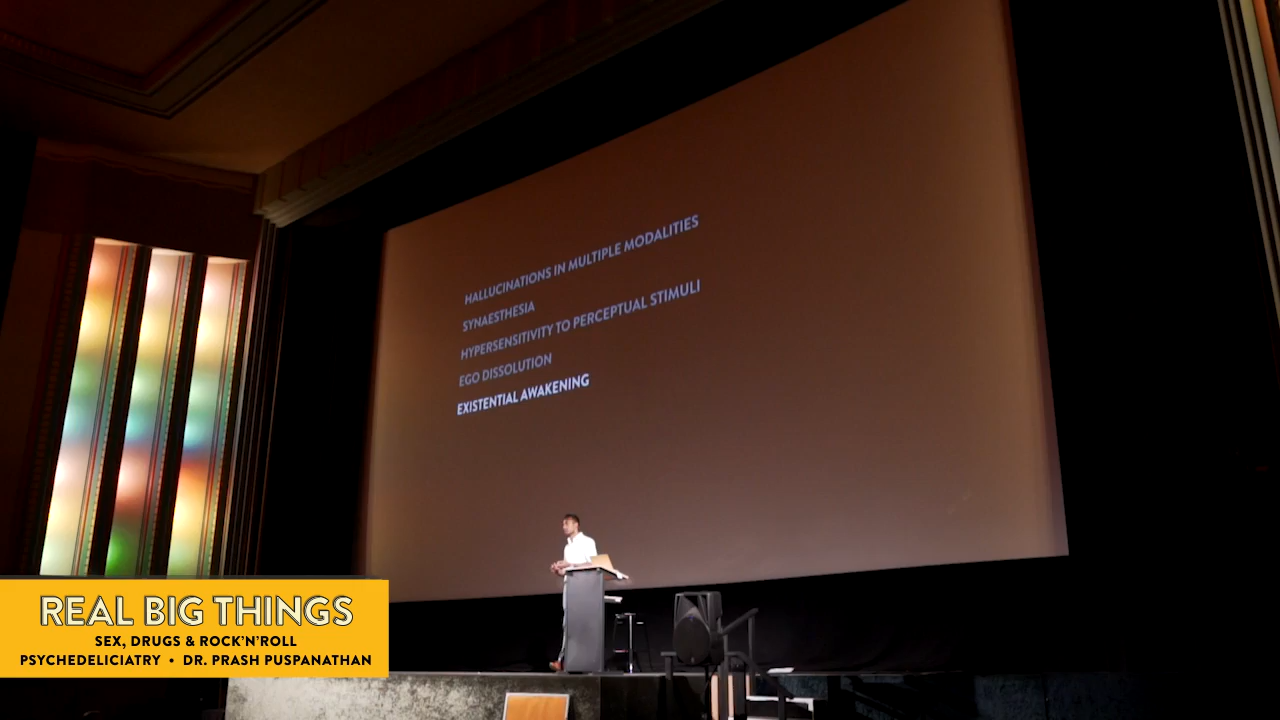 HALLUCINATIONS IN MULTIPLE MODALITIES
SYNAESTHESIA
HYPERSENSITIVITY TO PERCEPTUAL STIMULI
EGO DISSOLUTION
EXISTENTIAL AWAKENING
REAL BIG THINGS
SEX, DRUGS & ROCK'N'ROLL
PSYCHEDELICIATRY • DR. PRASH PUSPANATHAN